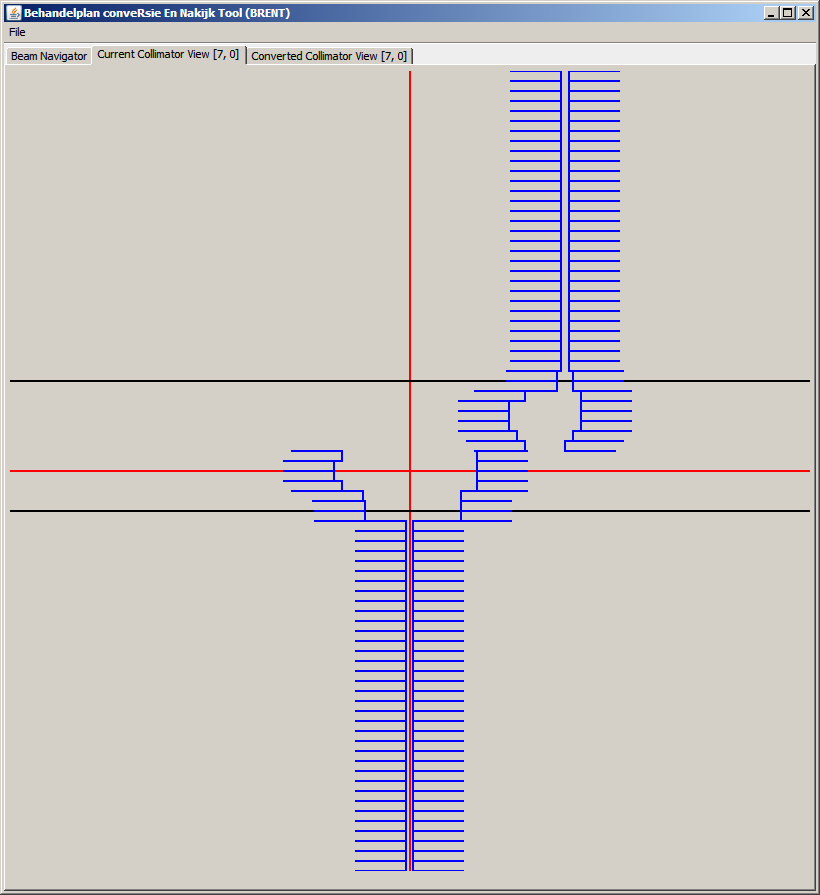 Behandelplan conveRsie En Nakijk Tool (BRENT)
File
Beam Navigator Current Collimator View [7, 0] Converted Collimator View [7, 0]